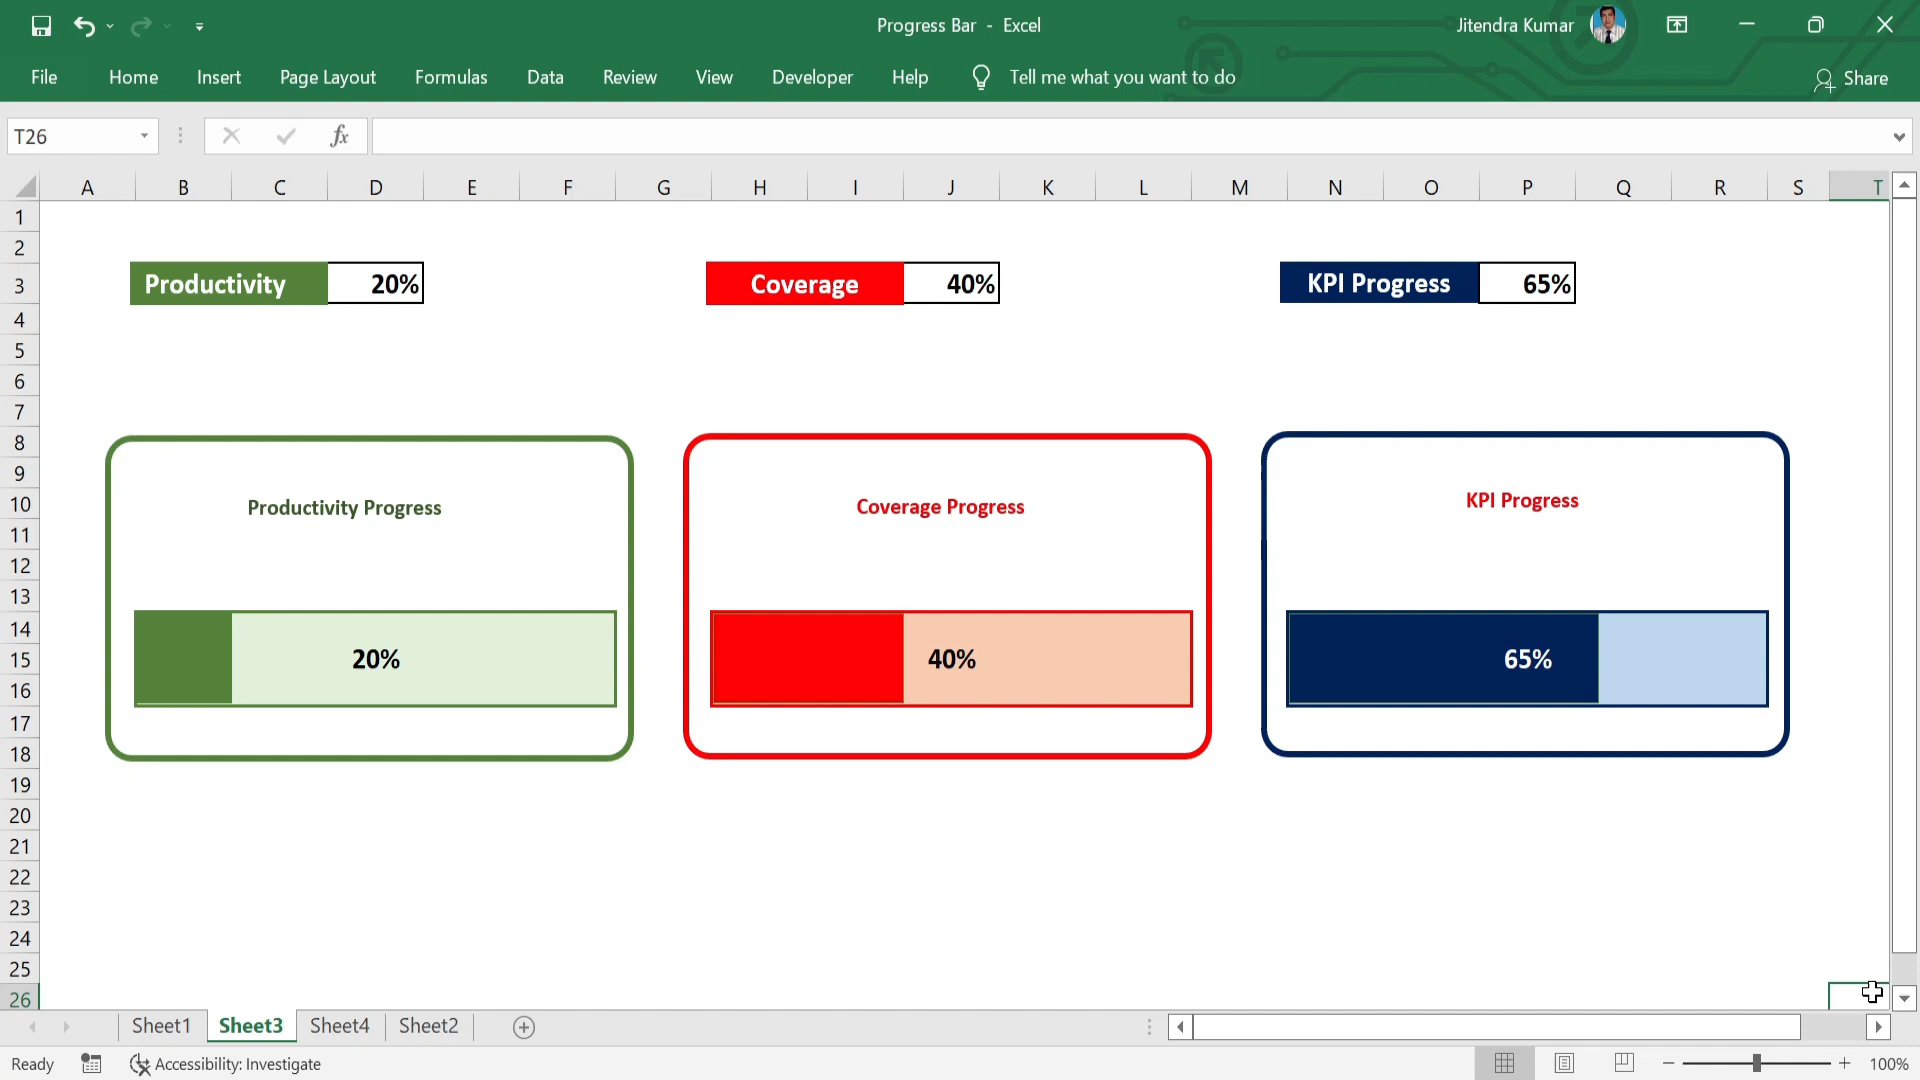 Progress Bar - Excel
Jitendra Kumar
File Home Insert Page Layout Formulas Data Review View Developer Help Tell me what you want to do Share
T26 fx
A B C D E F G H I J K L M N O P Q R S T
1
2
3 Productivity 20% Coverage 40% KPI Progress 65%
4
5
6
7
8
9
10 Productivity Progress Coverage Progress KPI Progress
11
12
13
14
15 20% 40% 65%
16
17
18
19
20
21
22
23
24
25
26
Sheet1 Sheet3 Sheet4 Sheet2
Ready Accessibility: Investigate 100%